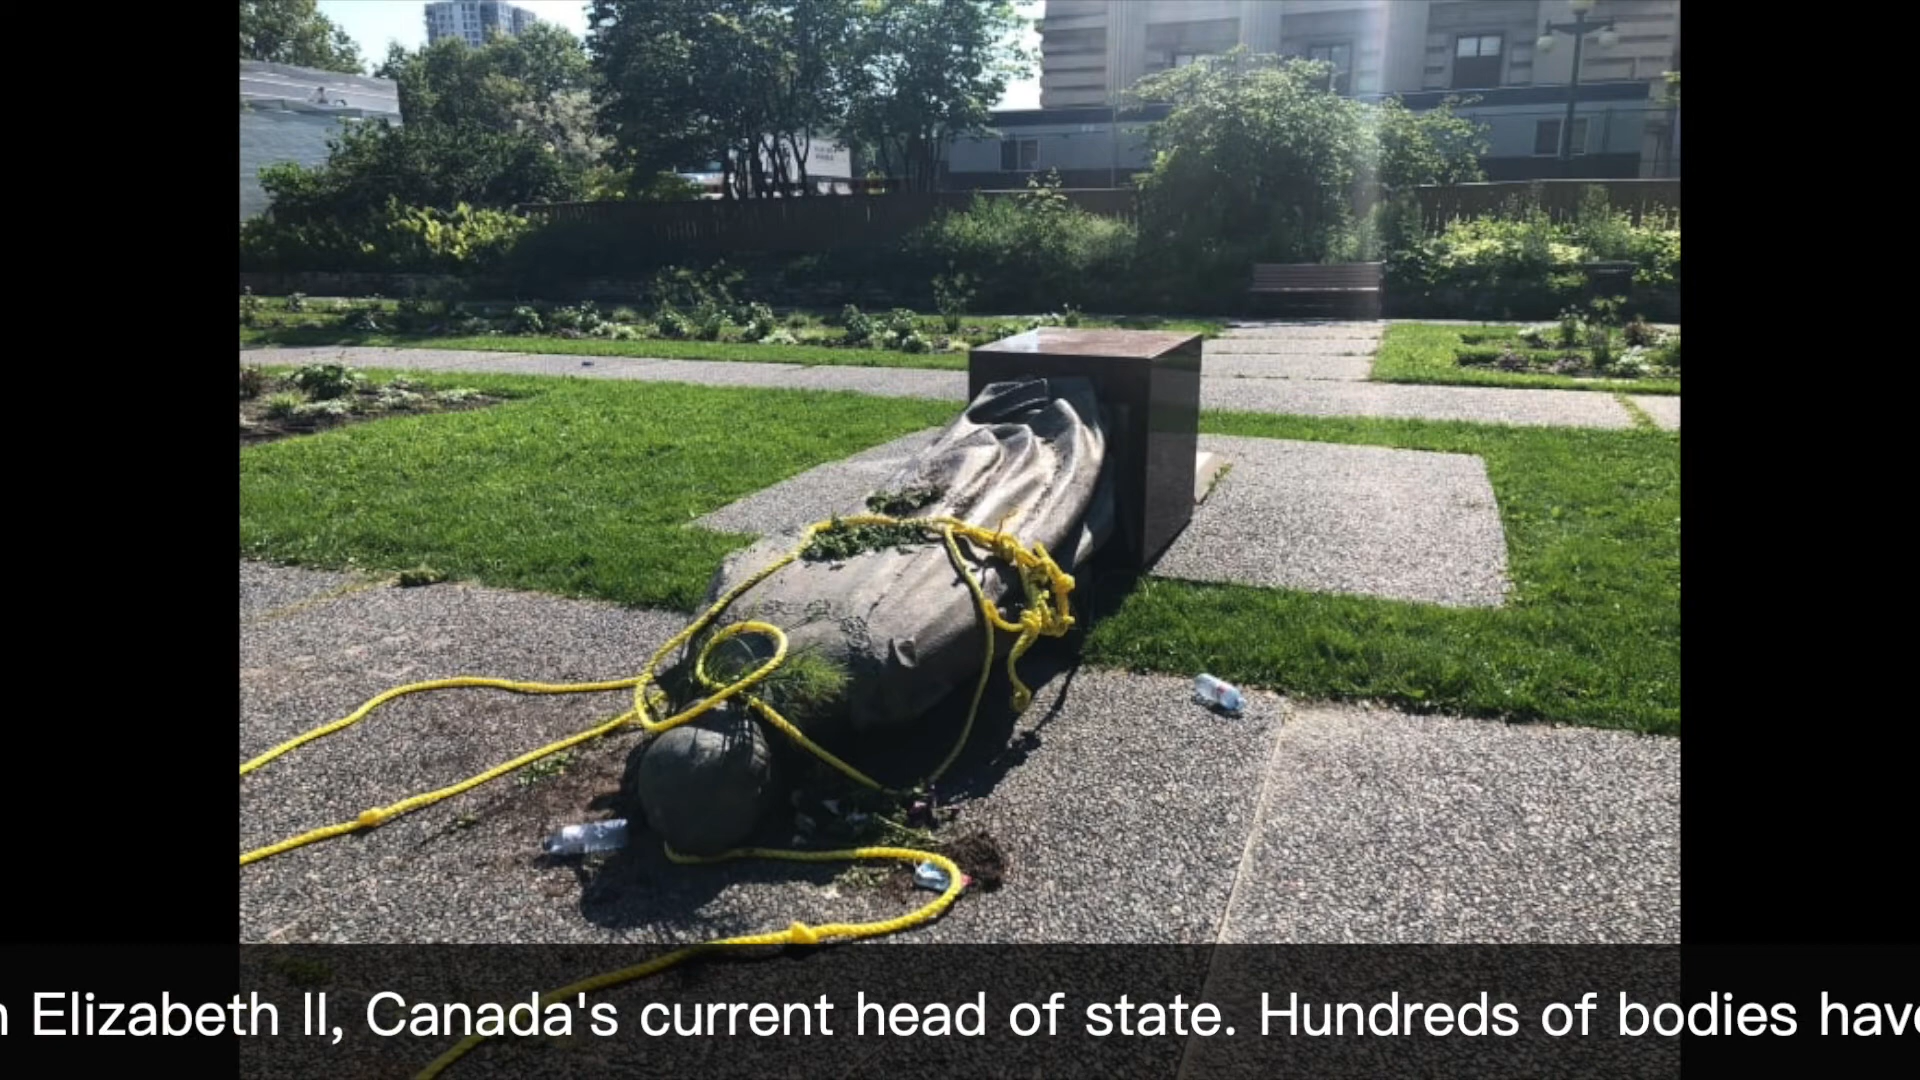 Elizabeth II, Canada's current head of state. Hundreds of bodies have